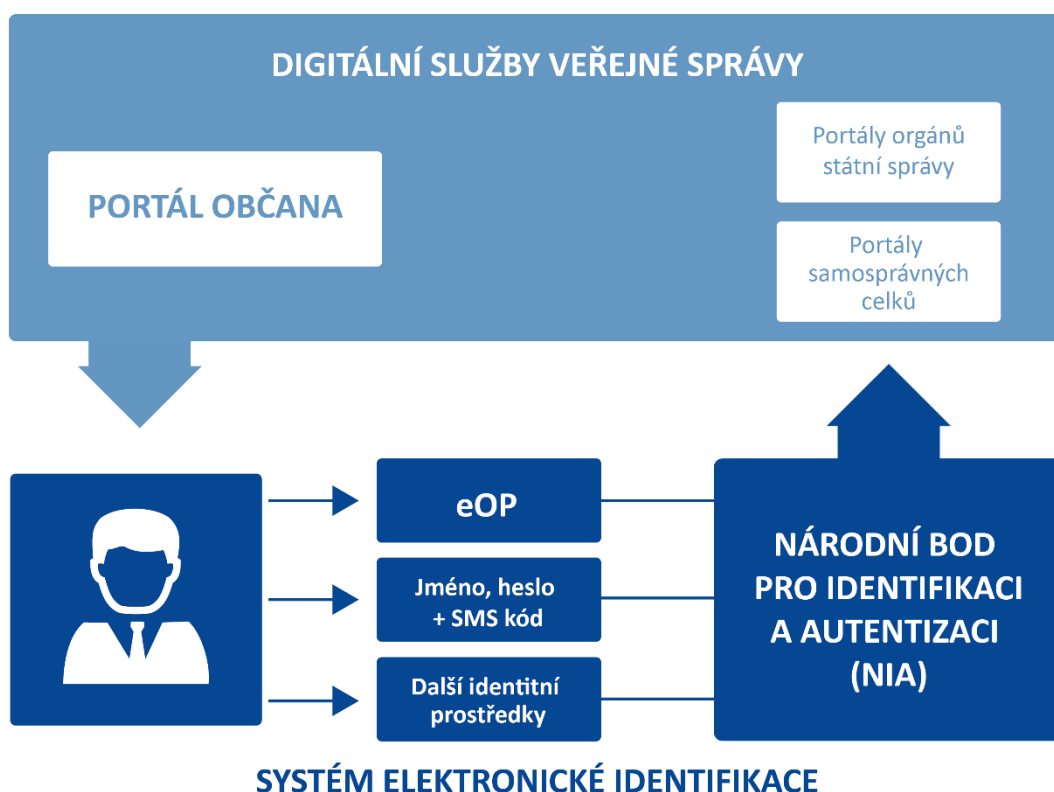 DIGITÁLNÍ SLUŽBY VEŘEJNÉ SPRÁVY
PORTÁL OBČANA
Portály orgánů
státní správy
Portály
samosprávných
celků
eOP
Jméno, heslo
+ SMS kód
Další identitní
prostředky
NÁRODNÍ BOD
PRO IDENTIFIKACI
A AUTENTIZACI
(NIA)
SYSTÉM ELEKTRONICKÉ IDENTIFIKACE